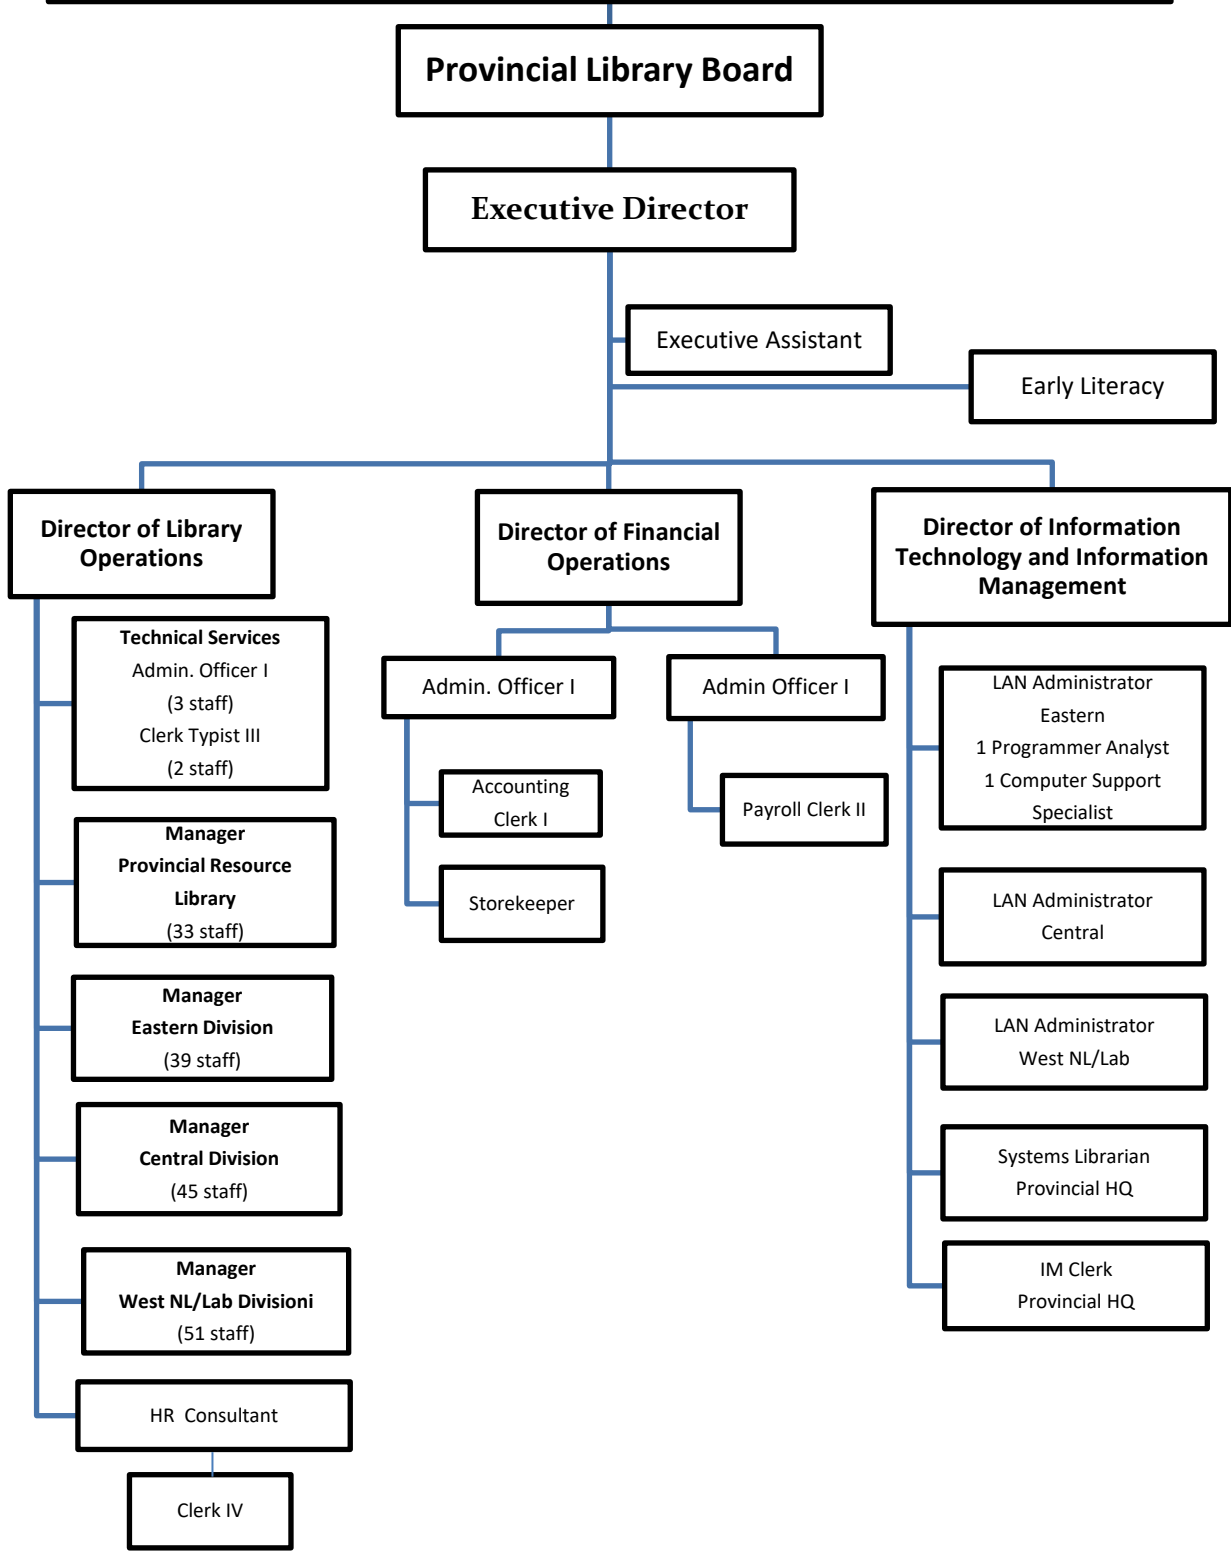 Provincial Library Board
Executive Director
Executive Assistant
Early Literacy
Director of Library
Operations
Technical Services
Admin. Officer I
(3 staff)
Clerk Typist III
(2 staff)
Manager
Provincial Resource
Library
(33 staff)
Manager
Eastern Division
(39 staff)
Manager
Central Division
(45 staff)
Manager
West NL/Lab Divisioni
(51 staff)
HR Consultant
Clerk IV
Director of Financial
Operations
Admin. Officer I
Accounting
Clerk I
Storekeeper
Admin Officer I
Payroll Clerk II
Director of Information
Technology and Information
Management
LAN Administrator
Eastern
1 Programmer Analyst
1 Computer Support
Specialist
LAN Administrator
Central
LAN Administrator
West NL/Lab
Systems Librarian
Provincial HQ
IM Clerk
Provincial HQ